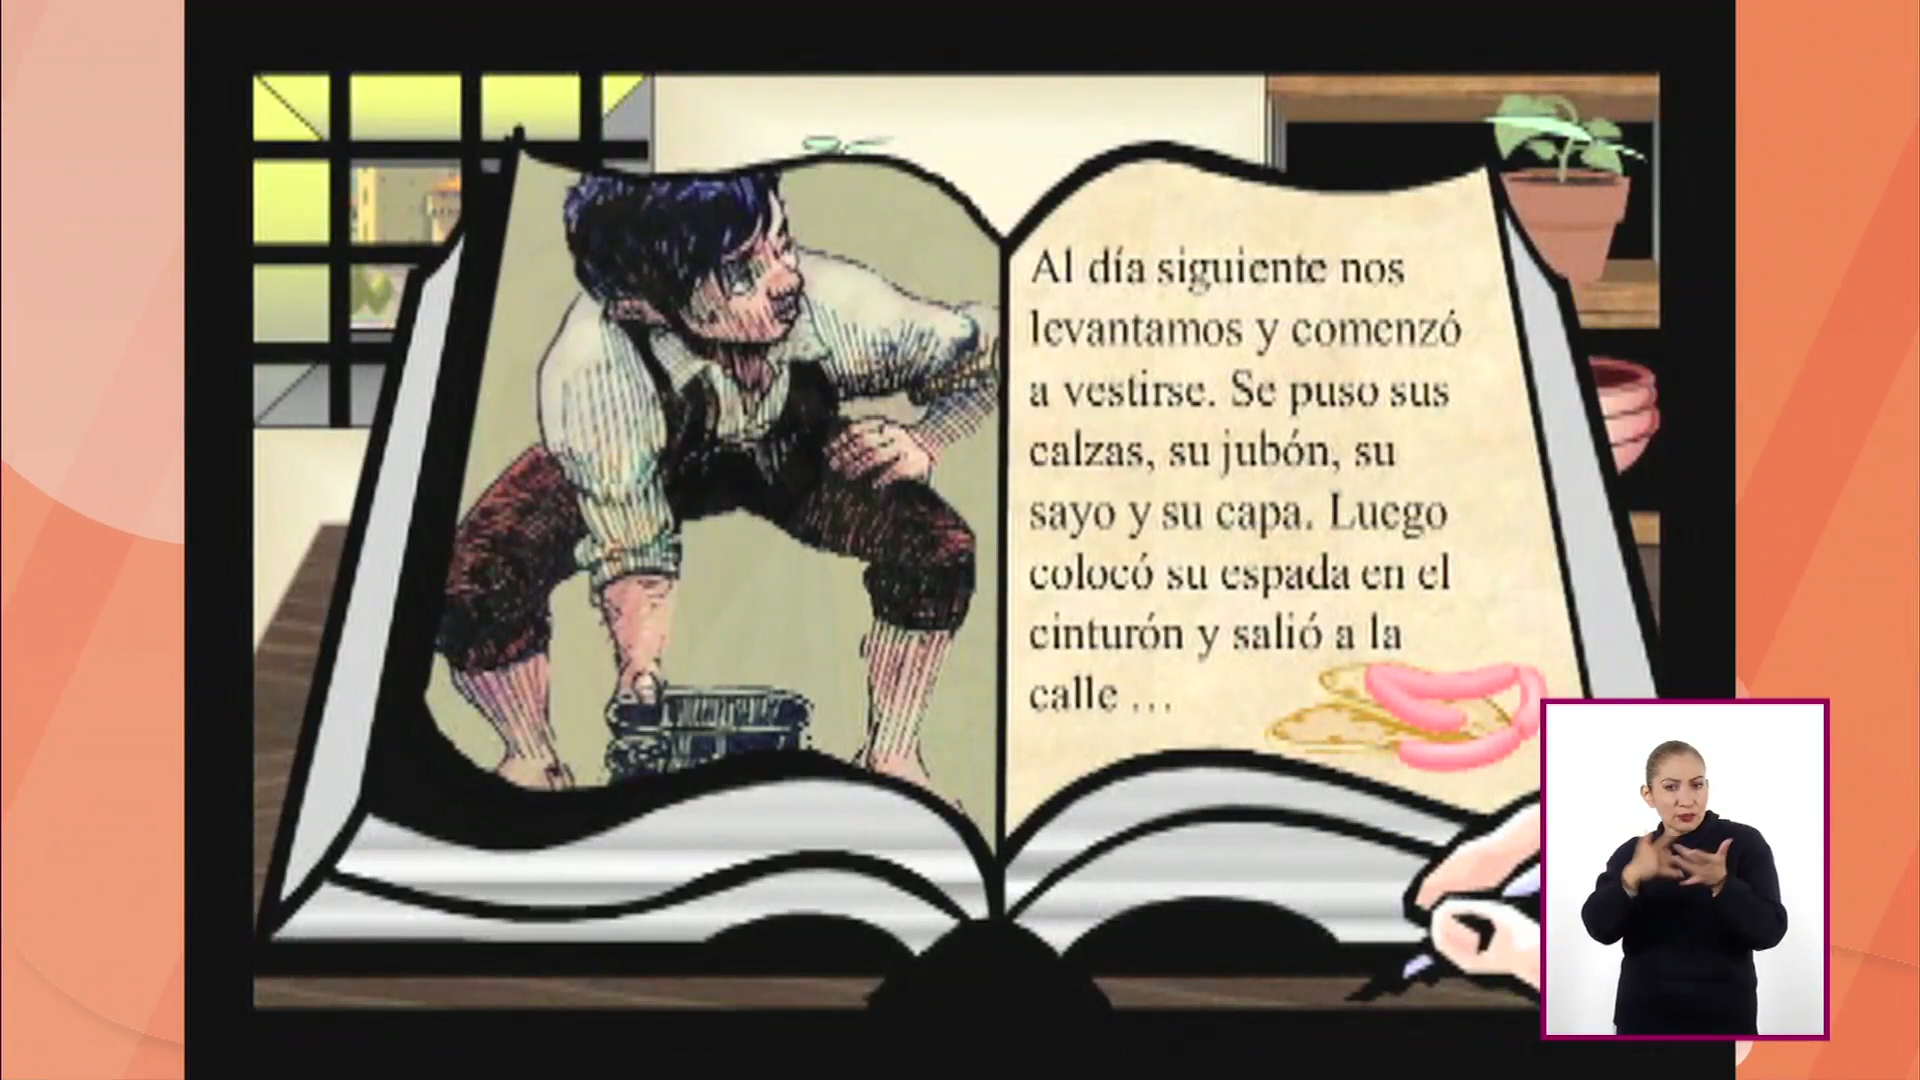 Al día siguiente nos
levantamos y comenzó
a vestirse. Se puso sus
calzas, su jubón, su
sayo y su capa. Luego
colocó su espada en el
cinturón y salió a la
calle …